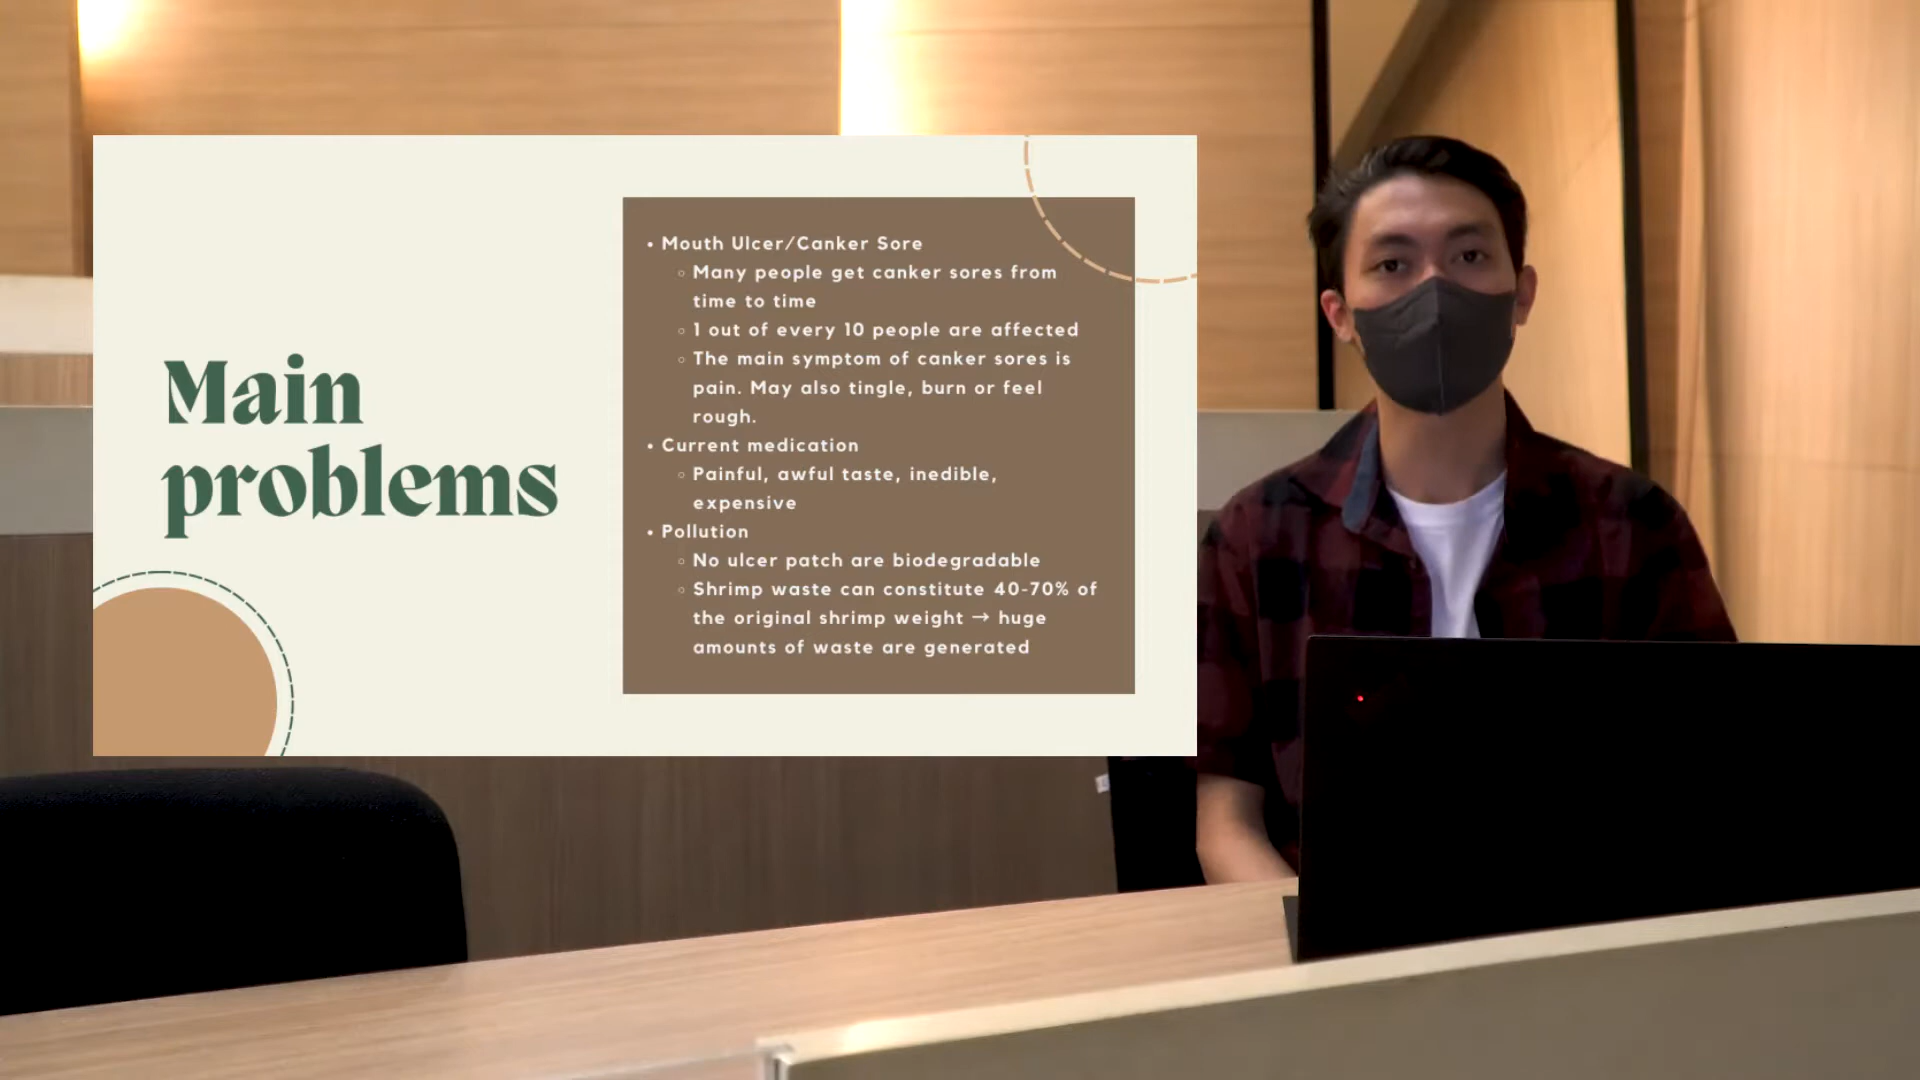 Main
problems
• Mouth Ulcer/Canker Sore
◦ Many people get canker sores from
time to time
◦ 1 out of every 10 people are affected
◦ The main symptom of canker sores is
pain. May also tingle, burn or feel
rough.
• Current medication
◦ Painful, awful taste, inedible,
expensive
• Pollution
◦ No ulcer patch are biodegradable
◦ Shrimp waste can constitute 40-70% of
the original shrimp weight → huge
amounts of waste are generated